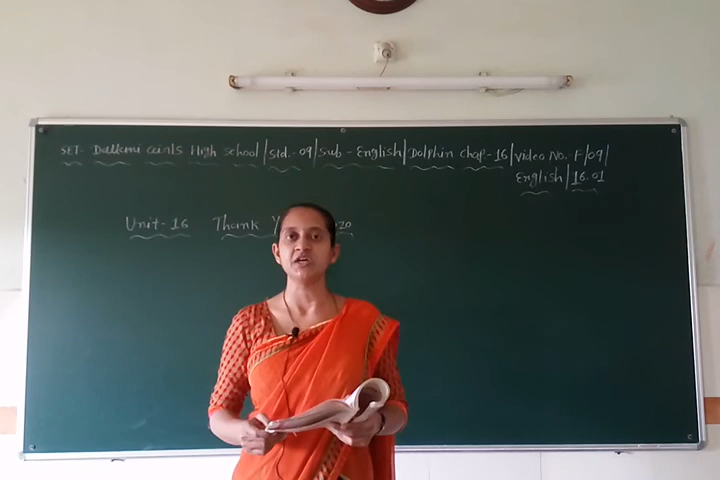 SET- Dalkmi Girls High School / Std.- 09 / Sub - English / Dolphin Chap - 16 / Video No.- F/09/
English / 16.01
Unit - 16 Thank Y